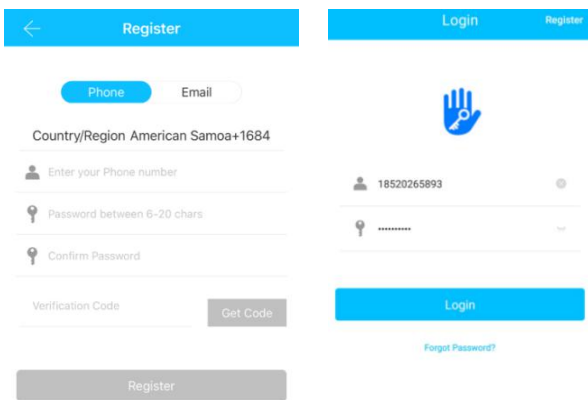 Register
Phone Email
Country/Region American Samoa+1684
Enter your Phone number
Password between 6-20 chars
Confirm Password
Verification Code Get Code
Register
Login Register
18520265893
••••••••••
Login
Forgot Password?